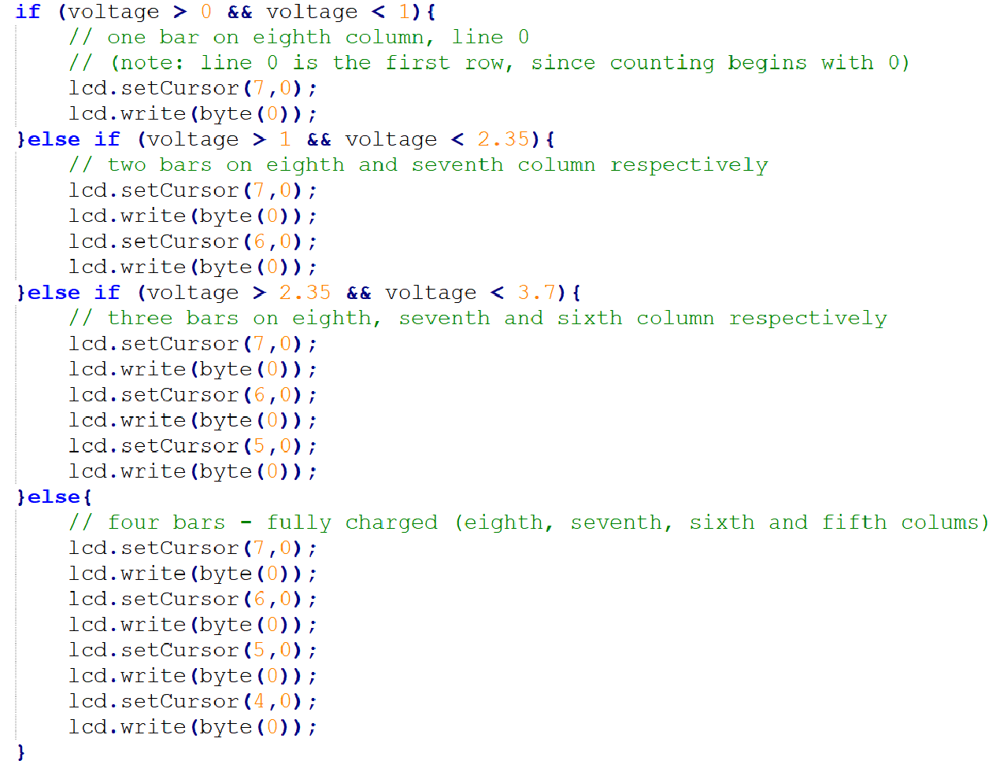 if (voltage > 0 && voltage < 1){
    // one bar on eighth column, line 0
    // (note: line 0 is the first row, since counting begins with 0)
    lcd.setCursor(7,0);
    lcd.write(byte(0));
}else if (voltage > 1 && voltage < 2.35){
    // two bars on eighth and seventh column respectively
    lcd.setCursor(7,0);
    lcd.write(byte(0));
    lcd.setCursor(6,0);
    lcd.write(byte(0));
}else if (voltage > 2.35 && voltage < 3.7){
    // three bars on eighth, seventh and sixth column respectively
    lcd.setCursor(7,0);
    lcd.write(byte(0));
    lcd.setCursor(6,0);
    lcd.write(byte(0));
    lcd.setCursor(5,0);
    lcd.write(byte(0));
}else{
    // four bars - fully charged (eighth, seventh, sixth and fifth colums)
    lcd.setCursor(7,0);
    lcd.write(byte(0));
    lcd.setCursor(6,0);
    lcd.write(byte(0));
    lcd.setCursor(5,0);
    lcd.write(byte(0));
    lcd.setCursor(4,0);
    lcd.write(byte(0));
}